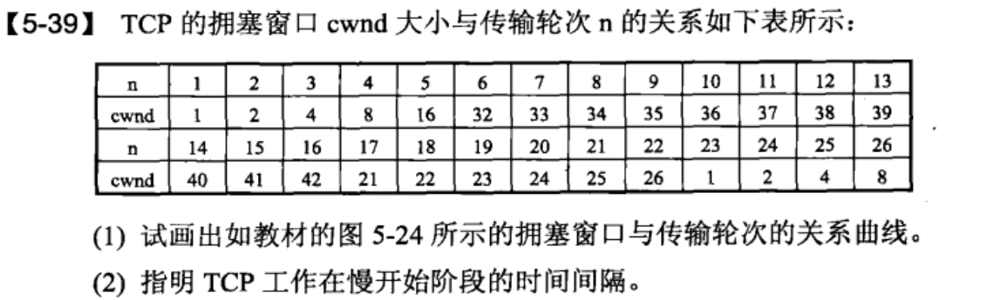 【5-39】 TCP 的拥塞窗口 cwnd 大小与传输轮次 n 的关系如下表所示：
n 1 2 3 4 5 6 7 8 9 10 11 12 13
cwnd 1 2 4 8 16 32 33 34 35 36 37 38 39
n 14 15 16 17 18 19 20 21 22 23 24 25 26
cwnd 40 41 42 21 22 23 24 25 26 1 2 4 8
(1) 试画出如教材的图 5-24 所示的拥塞窗口与传输轮次的关系曲线。
(2) 指明 TCP 工作在慢开始阶段的时间间隔。